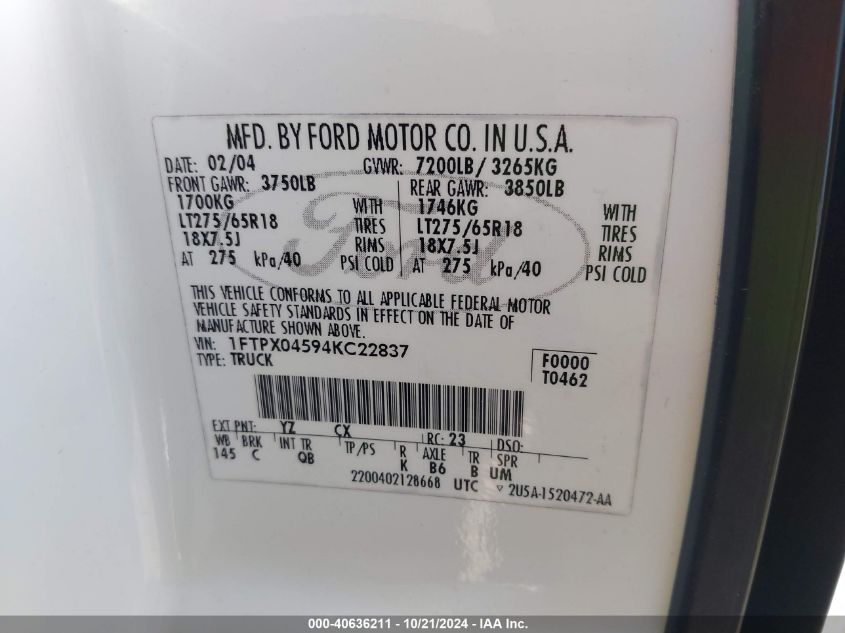 MFD. BY FORD MOTOR CO. IN U.S.A.
DATE: 02/04 GVWR: 7200LB/ 3265KG
FRONT GAWR: 3750LB REAR GAWR: 3850LB
1700KG WITH 1746KG WITH
LT275/65R18 TIRES LT275/65R18 TIRES
18X7.5J RIMS 18X7.5J RIMS
AT 275 kPa/40 PSI COLD AT 275 kPa/40 PSI COLD
Ford
THIS VEHICLE CONFORMS TO ALL APPLICABLE FEDERAL MOTOR
VEHICLE SAFETY STANDARDS IN EFFECT ON THE DATE OF
MANUFACTURE SHOWN ABOVE.
VIN: 1FTPX04594KC22837
TYPE: TRUCK
F0000
T0462
EXT PNT: YZ CX RC: 23 DSO:
WB BRK INT TR TP/PS R AXLE TR SPR
145 C QB K B6 B UM
2200402128668 UTC ▿ 2USA-1520472-AA
000-40636211 - 10/21/2024 - IAA Inc.